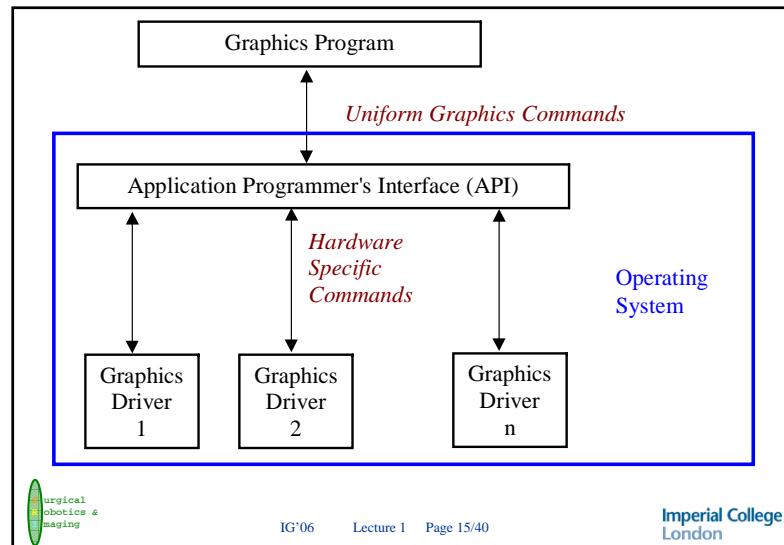 Graphics Program
Uniform Graphics Commands
Application Programmer's Interface (API)
Hardware
Specific
Commands
Operating
System
Graphics
Driver
1
Graphics
Driver
2
Graphics
Driver
n
urgical
obotics &
maging
IG'06 Lecture 1 Page 15/40
Imperial College
London